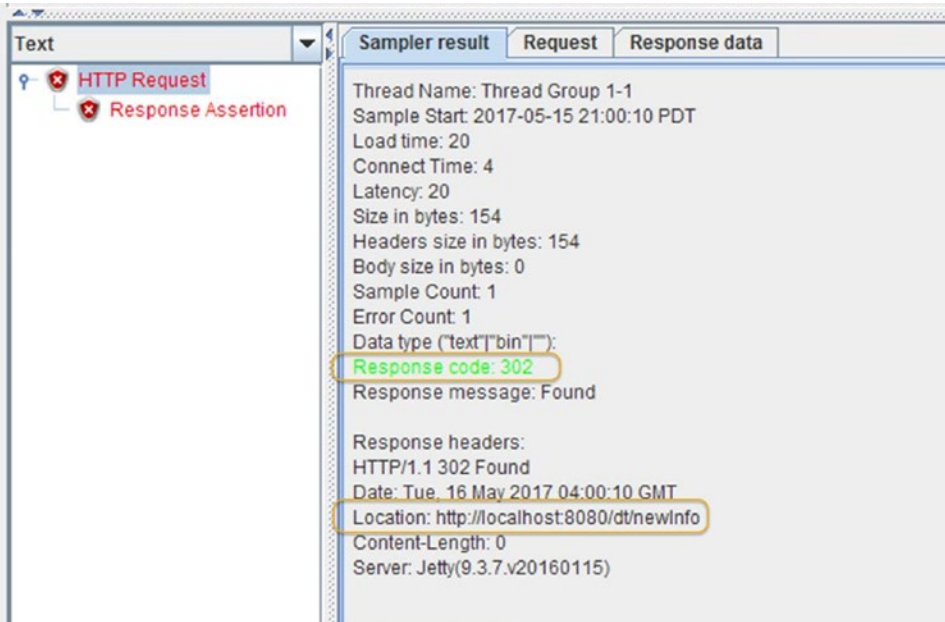 Text
HTTP Request
Response Assertion
Sampler result
Request
Response data
Thread Name: Thread Group 1-1
Sample Start: 2017-05-15 21:00:10 PDT
Load time: 20
Connect Time: 4
Latency: 20
Size in bytes: 154
Headers size in bytes: 154
Body size in bytes: 0
Sample Count: 1
Error Count: 1
Data type ("text"|"bin"|""):
Response code: 302
Response message: Found
Response headers:
HTTP/1.1 302 Found
Date: Tue, 16 May 2017 04:00:10 GMT
Location: http://localhost:8080/dt/newInfo
Content-Length: 0
Server: Jetty(9.3.7.v20160115)